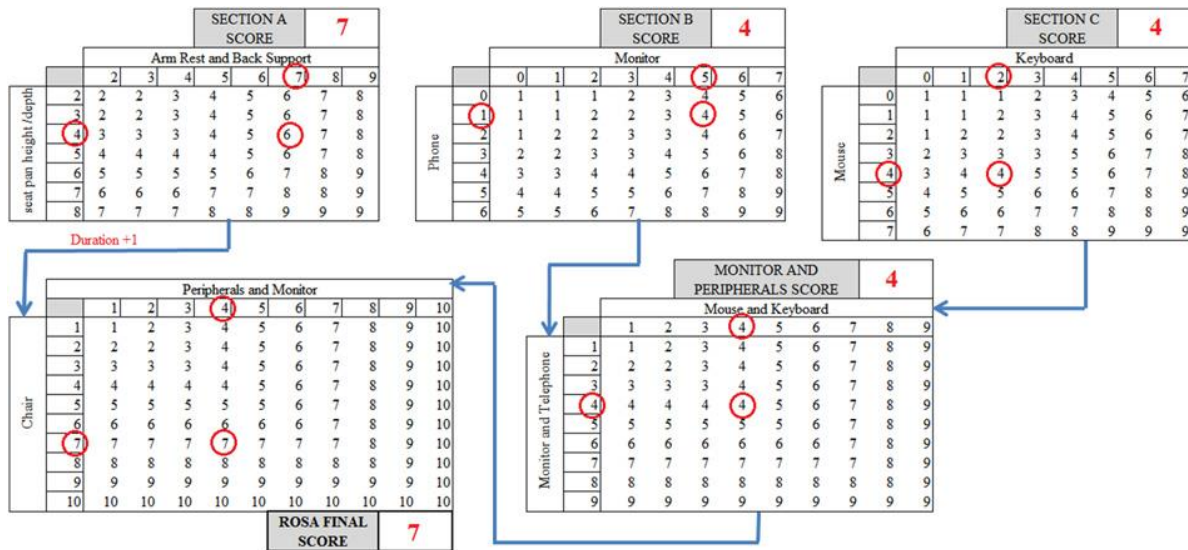 SECTION A
SCORE
7
Arm Rest and Back Support
2 3 4 5 6 7 8 9
seat pan height /depth
2 2 2 3 4 5 6 7 8
3 2 2 3 4 5 6 7 8
4 3 3 3 4 5 6 7 8
5 4 4 4 4 5 6 7 8
6 5 5 5 5 6 7 8 9
7 6 6 6 7 7 8 8 9
8 7 7 7 8 8 9 9 9
SECTION B
SCORE
4
Monitor
0 1 2 3 4 5 6 7
Phone
0 1 1 1 2 3 4 5 6
1 1 1 2 2 3 4 5 6
2 1 2 2 3 3 4 6 7
3 2 2 3 3 4 5 6 8
4 3 3 4 4 5 6 7 8
5 4 4 5 5 6 7 8 9
6 5 5 6 7 8 8 9 9
SECTION C
SCORE
4
Keyboard
0 1 2 3 4 5 6 7
Mouse
0 1 1 1 2 3 4 5 6
1 1 1 2 3 4 5 6 7
2 1 2 2 3 4 5 6 7
3 2 3 3 3 5 6 7 8
4 3 4 4 5 5 6 7 8
5 4 5 5 6 6 7 8 9
6 5 6 6 7 7 8 8 9
7 6 7 7 8 8 9 9 9
Duration +1
Peripherals and Monitor
1 2 3 4 5 6 7 8 9 10
Chair
1 1 2 3 4 5 6 7 8 9 10
2 2 2 3 4 5 6 7 8 9 10
3 3 3 3 4 5 6 7 8 9 10
4 4 4 4 4 5 6 7 8 9 10
5 5 5 5 5 5 6 7 8 9 10
6 6 6 6 6 6 6 7 8 9 10
7 7 7 7 7 7 7 7 8 9 10
8 8 8 8 8 8 8 8 8 9 10
9 9 9 9 9 9 9 9 9 9 10
10 10 10 10 10 10 10 10 10 10 10
ROSA FINAL
SCORE
7
MONITOR AND
PERIPHERALS SCORE
4
Mouse and Keyboard
1 2 3 4 5 6 7 8 9
Monitor and Telephone
1 1 2 3 4 5 6 7 8 9
2 2 2 3 4 5 6 7 8 9
3 3 3 3 4 5 6 7 8 9
4 4 4 4 4 5 6 7 8 9
5 5 5 5 5 5 6 7 8 9
6 6 6 6 6 6 6 7 8 9
7 7 7 7 7 7 7 7 8 9
8 8 8 8 8 8 8 8 8 9
9 9 9 9 9 9 9 9 9 9